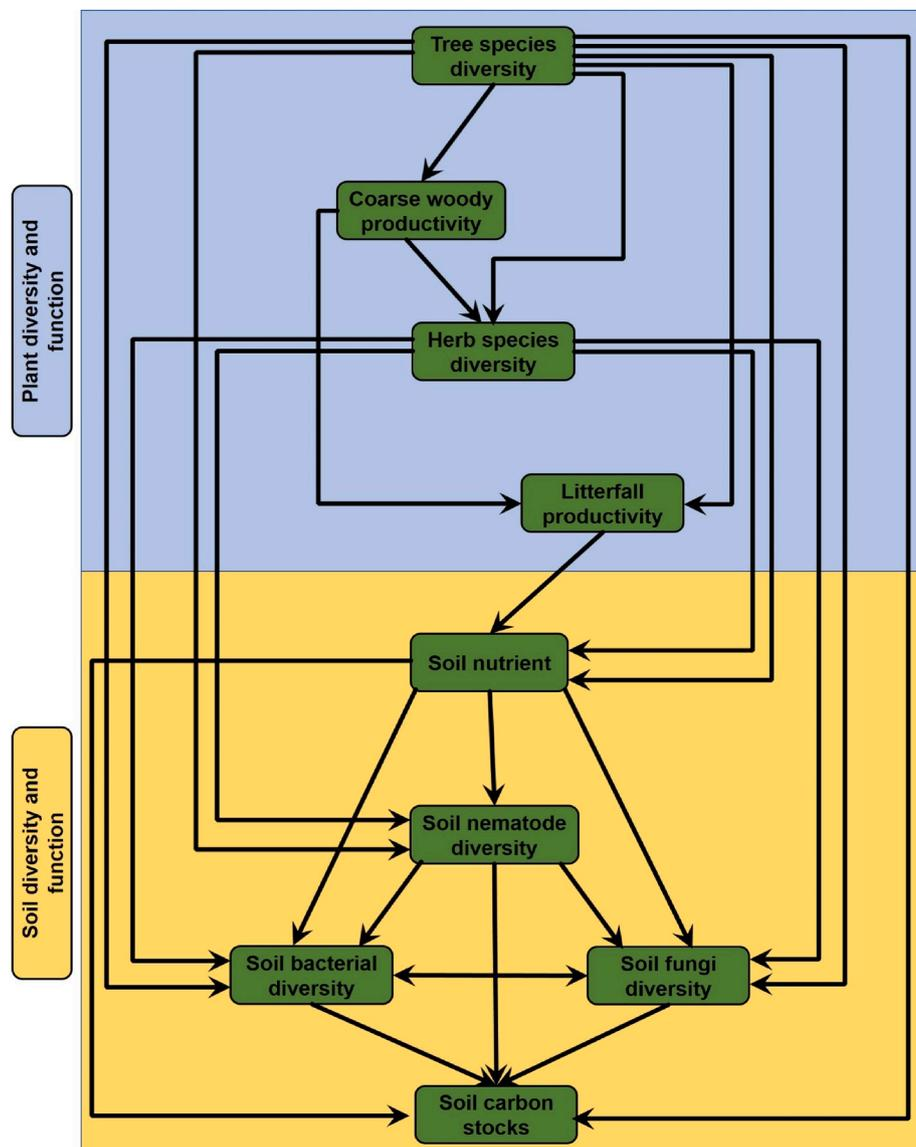 Tree species
diversity
Coarse woody
productivity
Plant diversity and
function
Herb species
diversity
Litterfall
productivity
Soil nutrient
Soil nematode
diversity
Soil diversity and
function
Soil bacterial
diversity
Soil fungi
diversity
Soil carbon
stocks